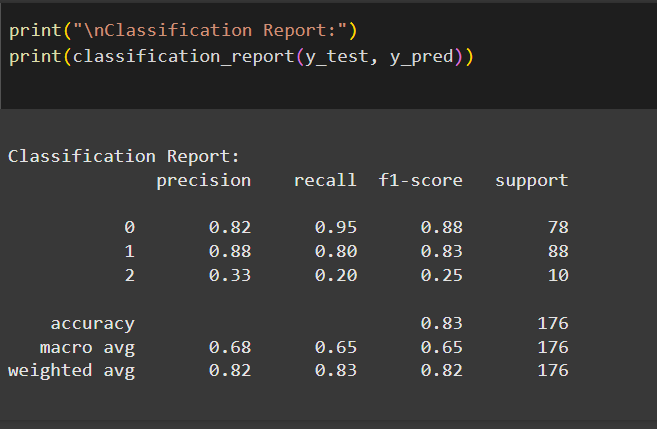 print("\nClassification Report:")
print(classification_report(y_test, y_pred))
Classification Report:
precision recall f1-score support
0 0.82 0.95 0.88 78
1 0.88 0.80 0.83 88
2 0.33 0.20 0.25 10
accuracy 0.83 176
macro avg 0.68 0.65 0.65 176
weighted avg 0.82 0.83 0.82 176